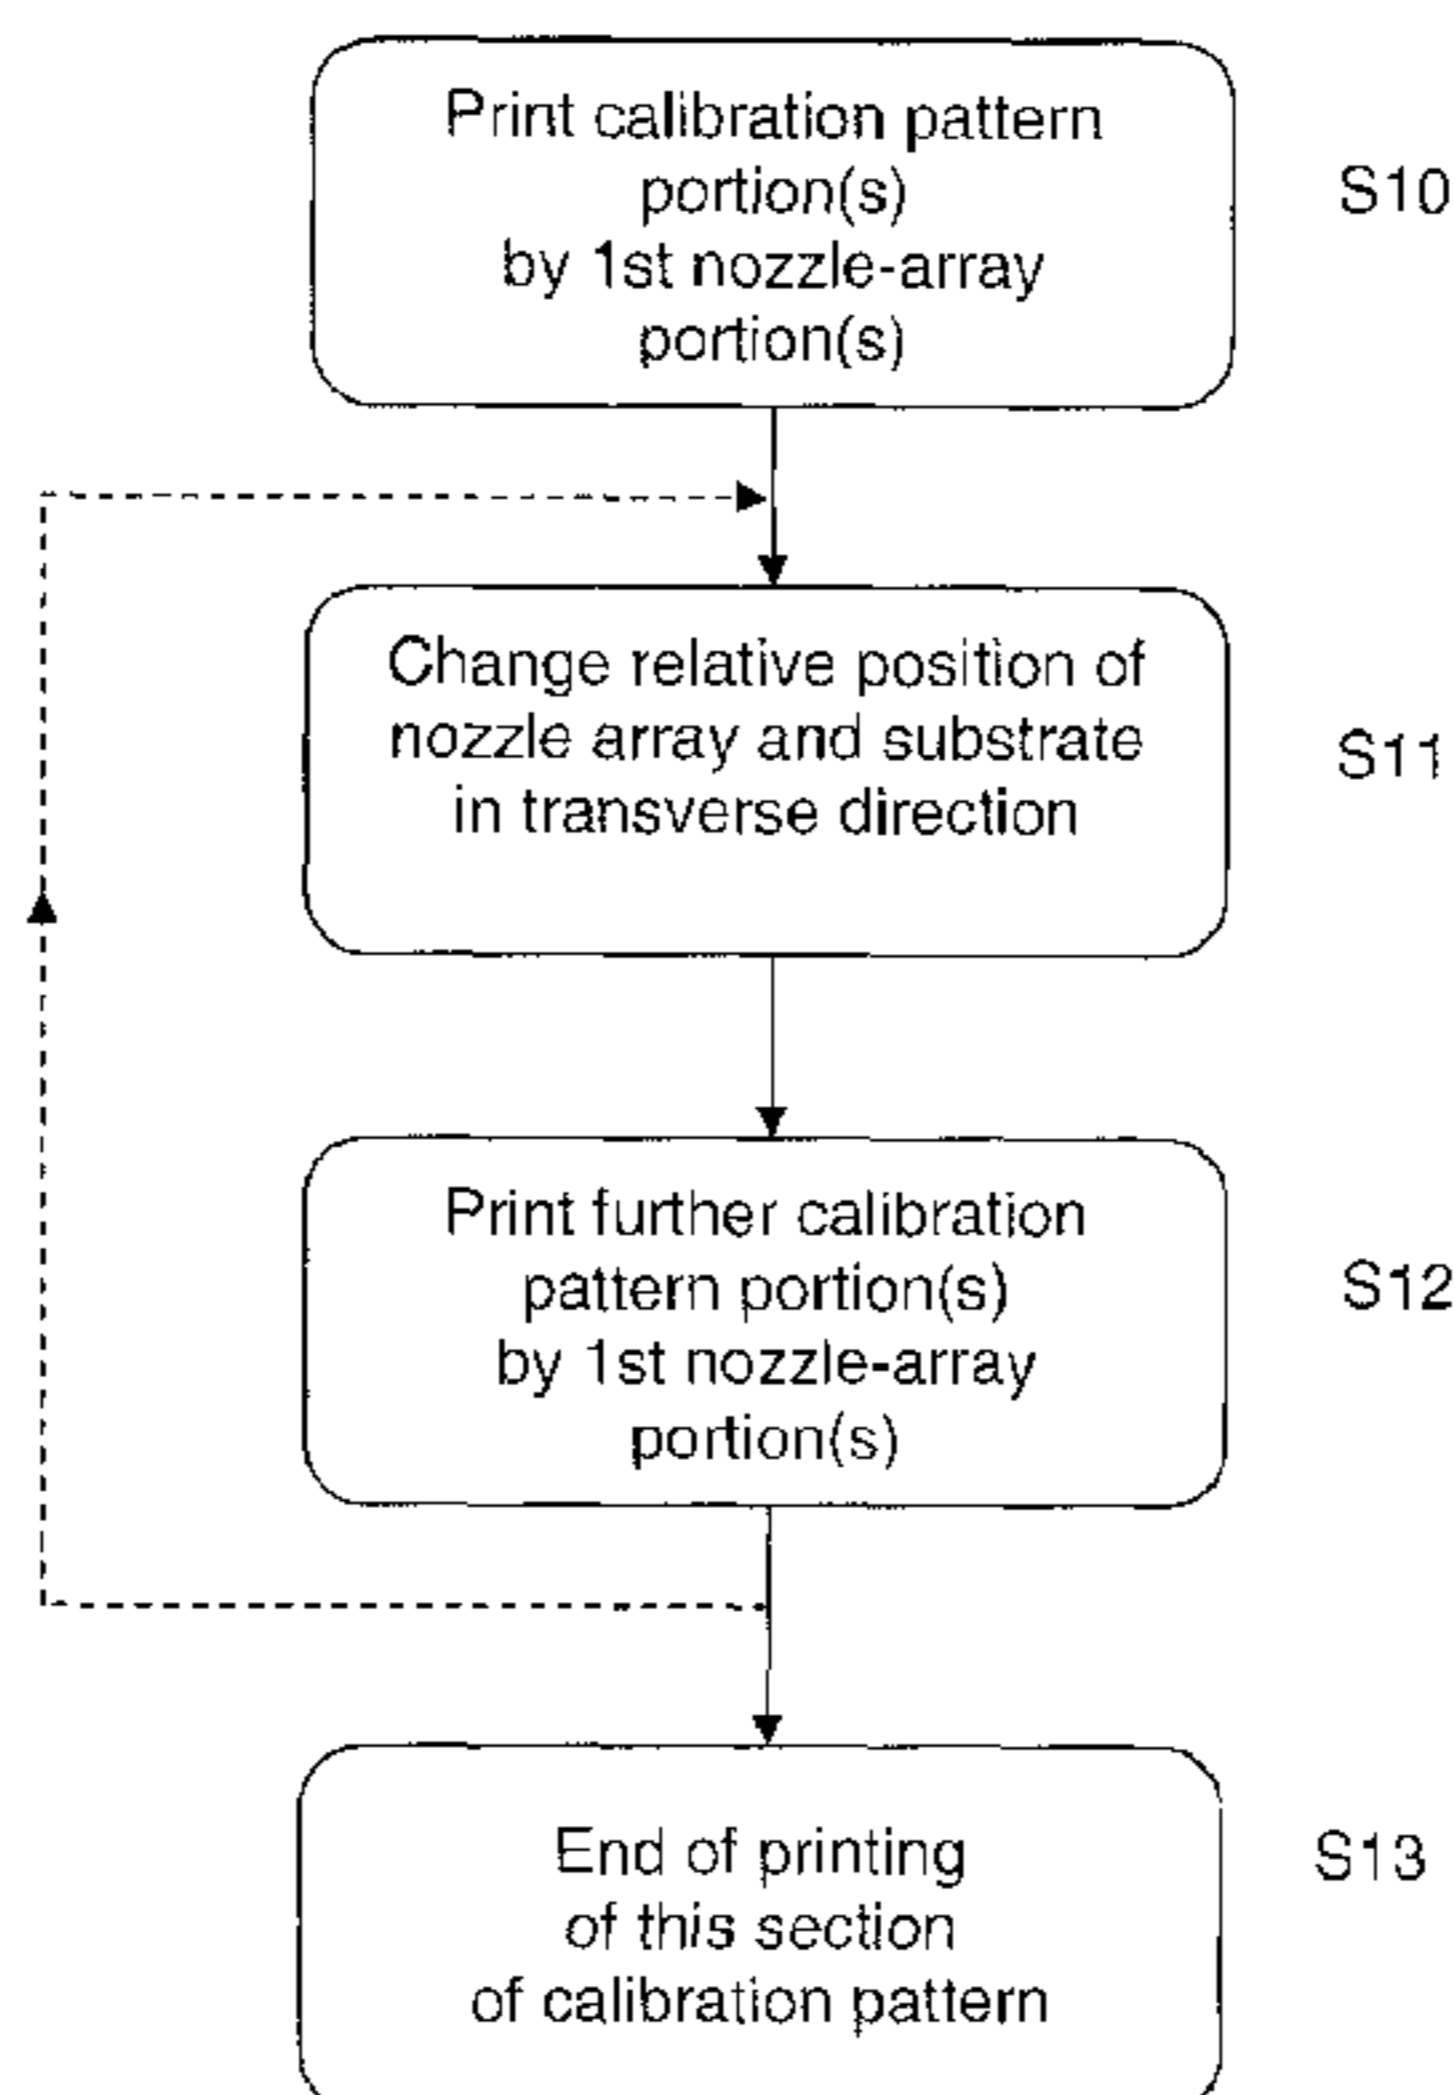 Print calibration pattern
portion(s)
by 1st nozzle-array
portion(s)
S10
Change relative position of
nozzle array and substrate
in transverse direction
S11
Print further calibration
pattern portion(s)
by 1st nozzle-array
portion(s)
S12
End of printing
of this section
of calibration pattern
S13